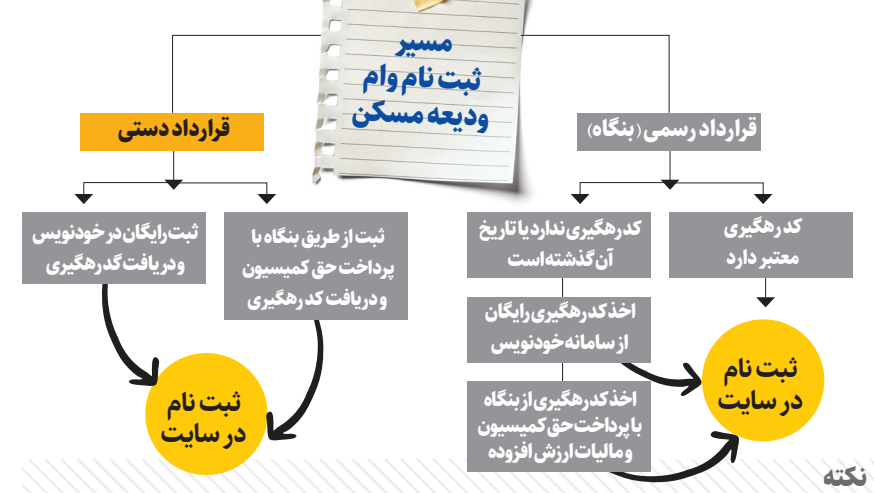 مسیر
ثبت نام وام
ودیعه مسکن
قرارداد رسمی (بنگاه)
کد رهگیری
معتبر دارد
کد رهگیری ندارد یا تاریخ
آن گذشته است
اخذ کد رهگیری رایگان
از سامانه خودنویس
اخذ کد رهگیری از بنگاه
با پرداخت حق کمیسیون
و مالیات ارزش افزوده
ثبت نام
در سایت
قرارداد دستی
ثبت از طریق بنگاه با
پرداخت حق کمیسیون
و دریافت کد رهگیری
ثبت رایگان در خودنویس
و دریافت گد رهگیری
ثبت نام
در سایت
نکته